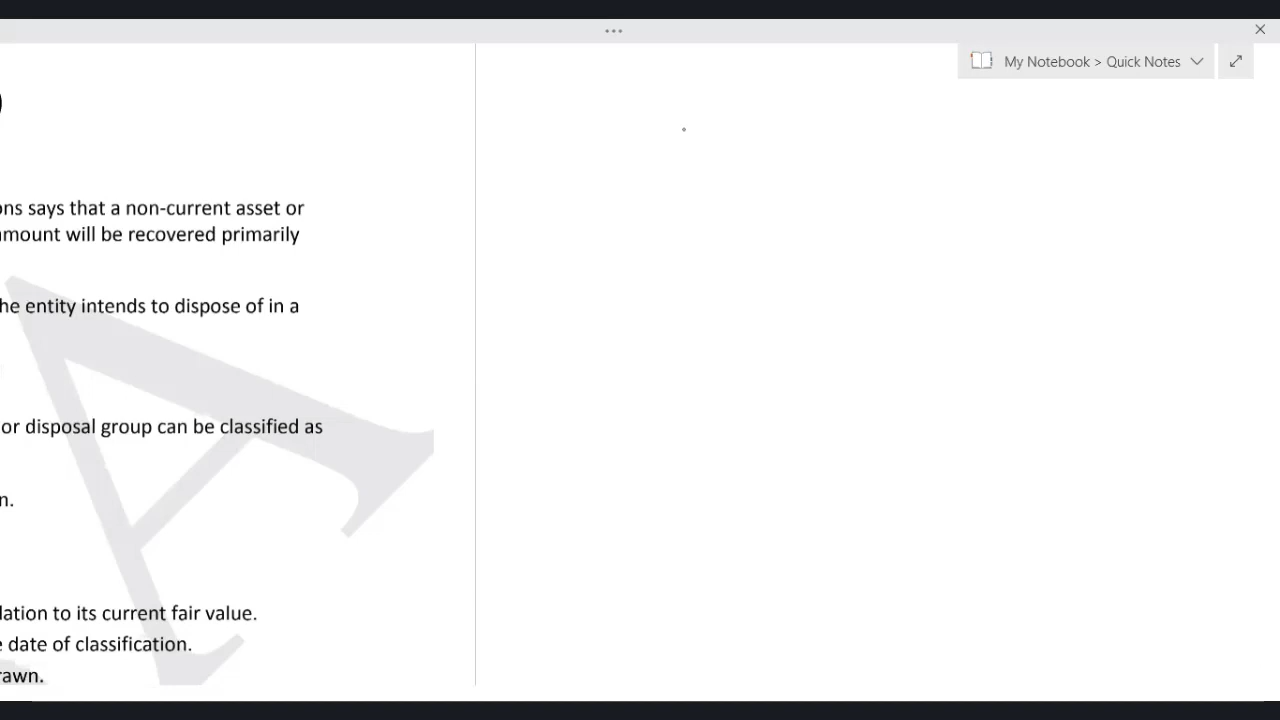 My Notebook > Quick Notes
ons says that a non-current asset or
amount will be recovered primarily
he entity intends to dispose of in a
or disposal group can be classified as
n.
lation to its current fair value.
e date of classification.
rawn.